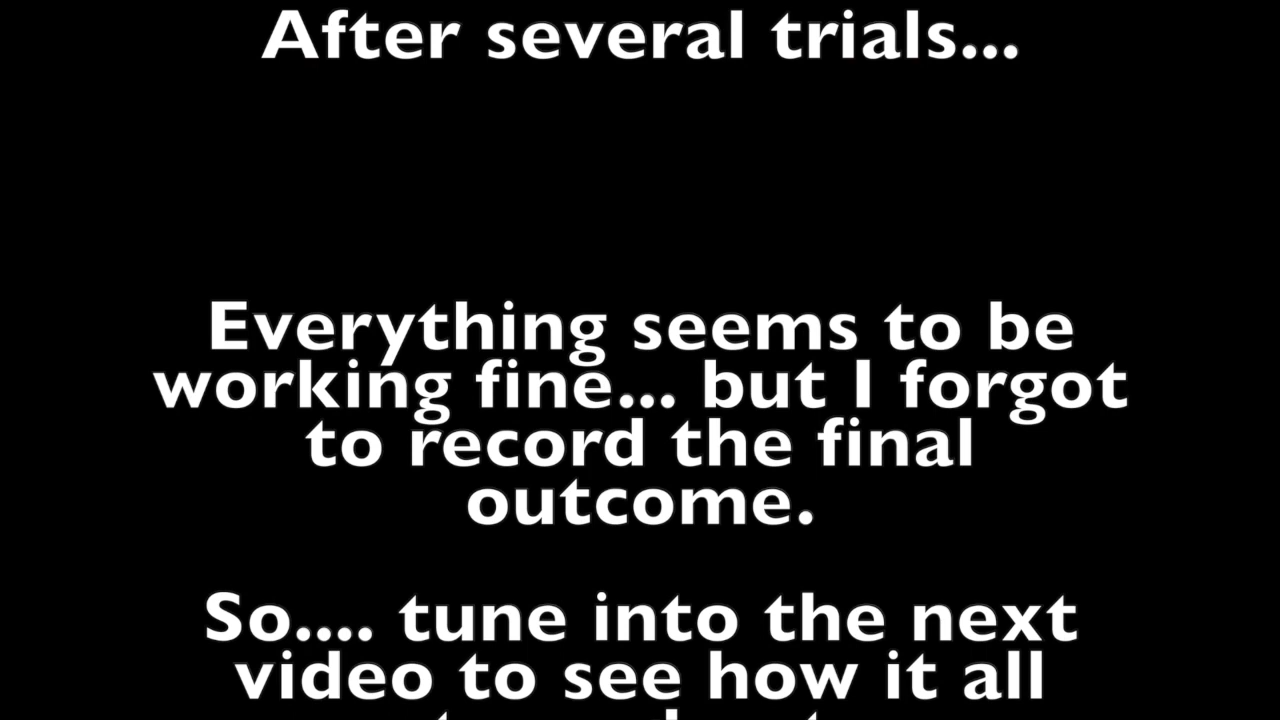 After several trials...
Everything seems to be
working fine... but I forgot
to record the final
outcome.
So.... tune into the next
video to see how it all